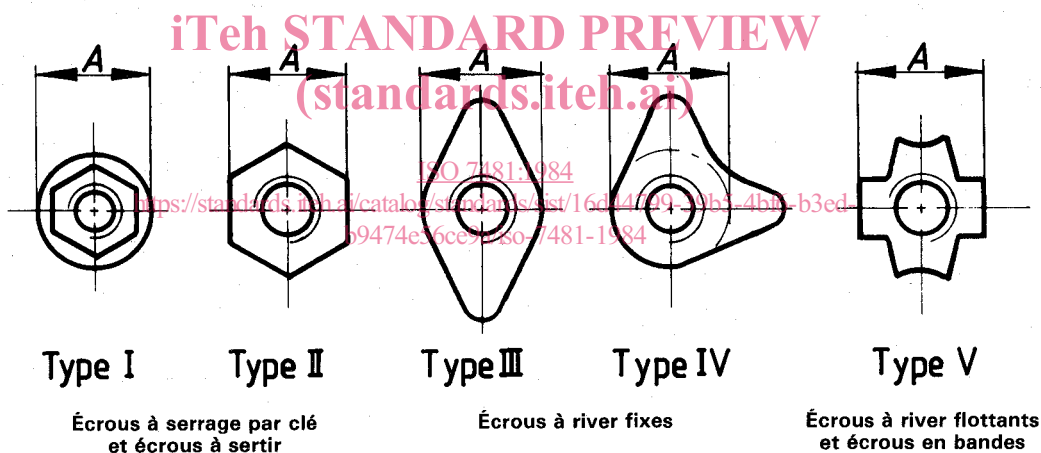 iTeh STANDARD PREVIEW
(standards.iteh.ai)
A A A A A
ISO 7481:1984
https://standards.iteh.ai/catalog/standards/sist/16d44799-39b5-4bf6-b3ed-
b9474e56ce9a/iso-7481-1984
Type I Type II Type III Type IV Type V
Écrous à serrage par clé
et écrous à sertir
Écrous à river fixes
Écrous à river flottants
et écrous en bandes